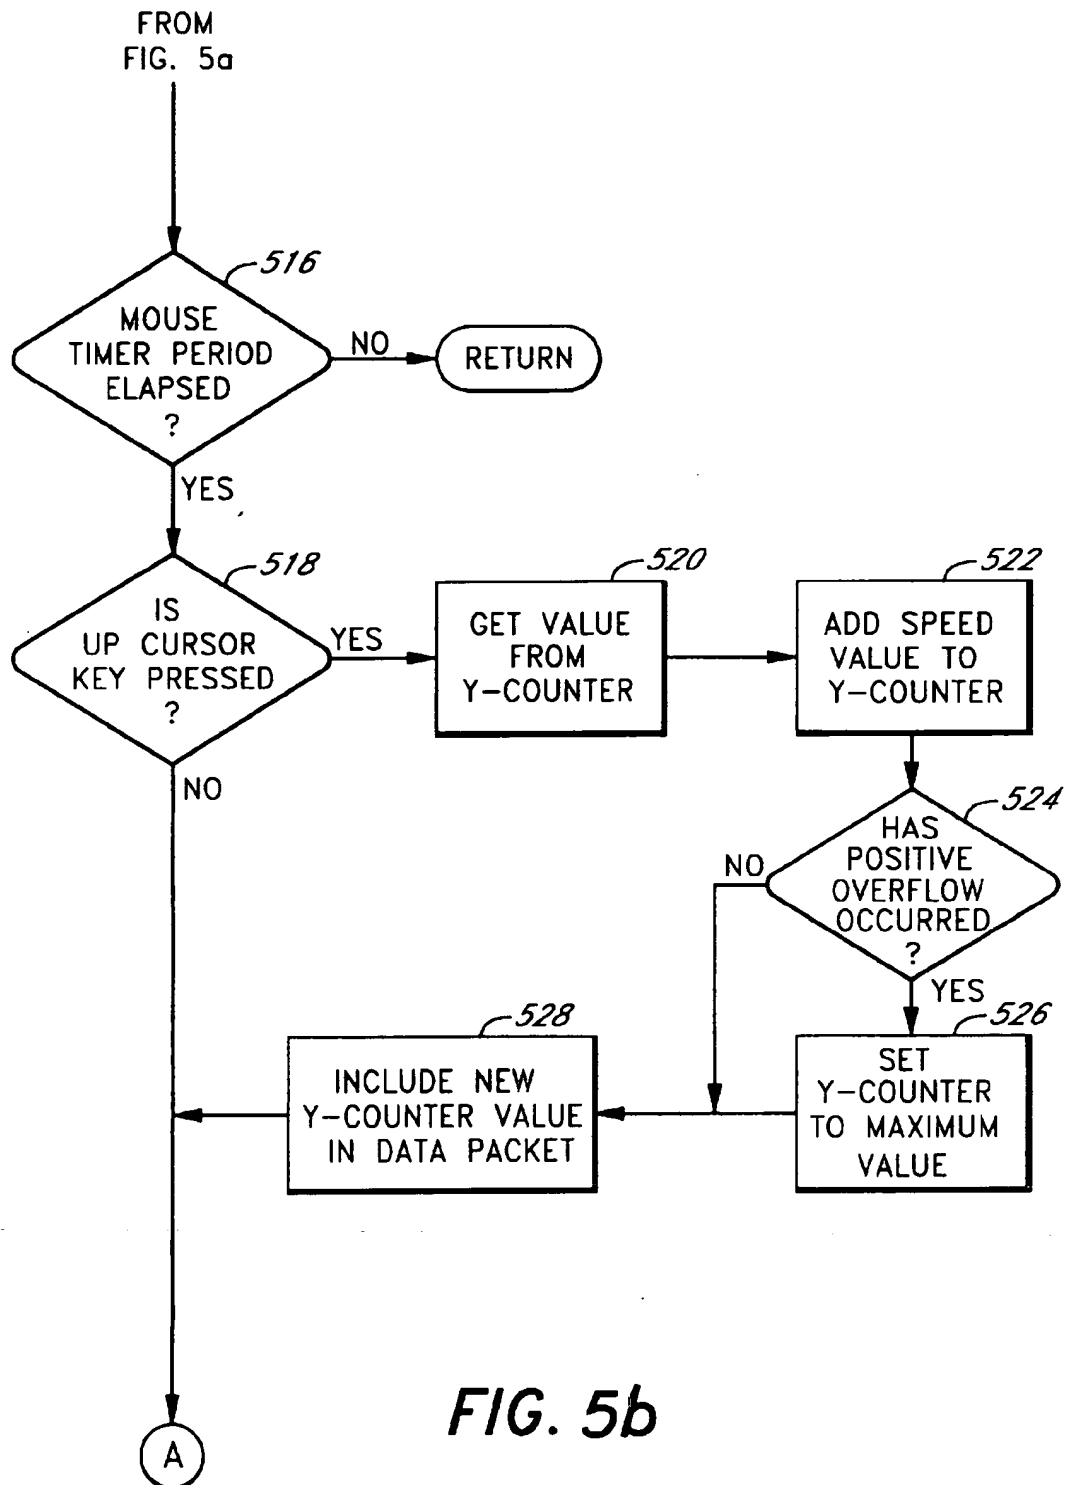 FROM
FIG. 5a
516
MOUSE
TIMER PERIOD
ELAPSED
?
NO
RETURN
YES
518
IS
UP CURSOR
KEY PRESSED
?
YES
NO
520
GET VALUE
FROM
Y-COUNTER
522
ADD SPEED
VALUE TO
Y-COUNTER
524
HAS
POSITIVE
OVERFLOW
OCCURRED
?
NO
YES
526
SET
Y-COUNTER
TO MAXIMUM
VALUE
528
INCLUDE NEW
Y-COUNTER VALUE
IN DATA PACKET
A
FIG. 5b